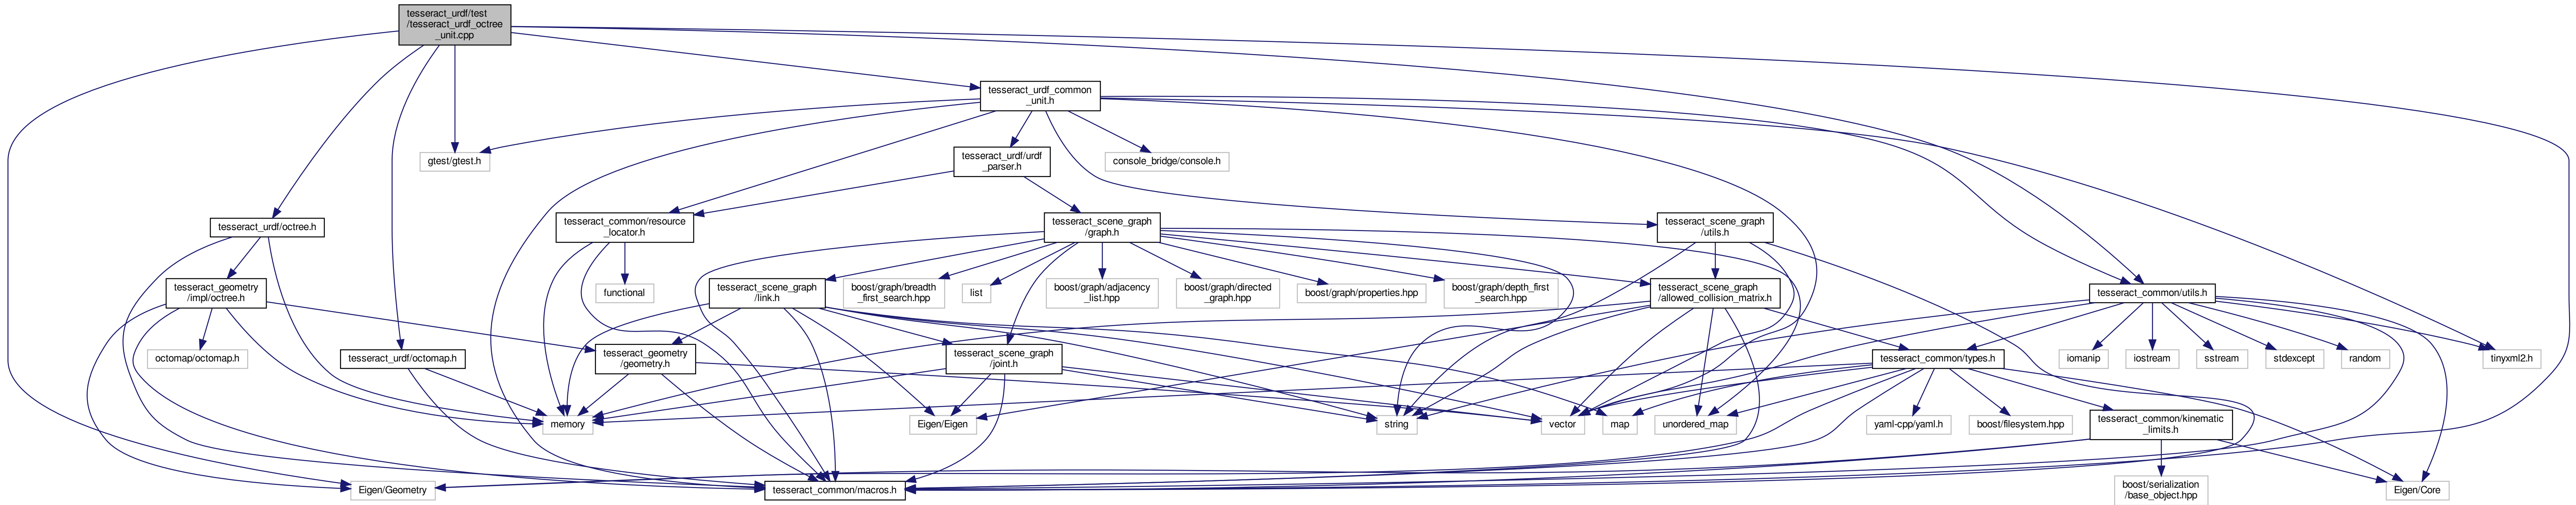 tesseract_urdf/test
/tesseract_urdf_octree
_unit.cpp
tesseract_urdf_common
_unit.h
gtest/gtest.h
tesseract_urdf/urdf
_parser.h
console_bridge/console.h
tesseract_urdf/octree.h
tesseract_common/resource
_locator.h
tesseract_scene_graph
/graph.h
tesseract_scene_graph
/utils.h
tesseract_geometry
/impl/octree.h
functional
tesseract_scene_graph
/link.h
boost/graph/breadth
_first_search.hpp
list
boost/graph/adjacency
_list.hpp
boost/graph/directed
_graph.hpp
boost/graph/properties.hpp
boost/graph/depth_first
_search.hpp
tesseract_scene_graph
/allowed_collision_matrix.h
tesseract_common/utils.h
octomap/octomap.h
tesseract_urdf/octomap.h
tesseract_geometry
/geometry.h
tesseract_scene_graph
/joint.h
tesseract_common/types.h
iomanip
iostream
sstream
stdexcept
random
tinyxml2.h
memory
Eigen/Eigen
string
vector
map
unordered_map
yaml-cpp/yaml.h
boost/filesystem.hpp
tesseract_common/kinematic
_limits.h
Eigen/Geometry
tesseract_common/macros.h
boost/serialization
/base_object.hpp
Eigen/Core